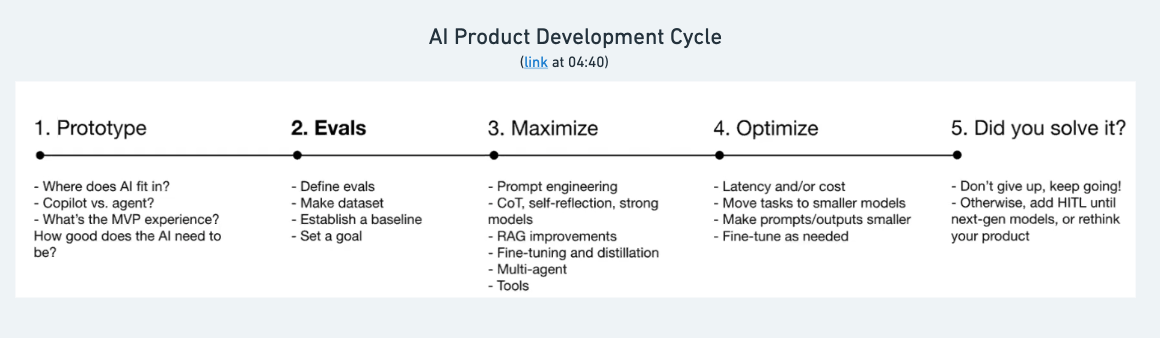 AI Product Development Cycle
(link at 04:40)
1. Prototype
- Where does AI fit in?
- Copilot vs. agent?
- What's the MVP experience?
How good does the AI need to
be?
2. Evals
- Define evals
- Make dataset
- Establish a baseline
- Set a goal
3. Maximize
- Prompt engineering
- CoT, self-reflection, strong
models
- RAG improvements
- Fine-tuning and distillation
- Multi-agent
- Tools
4. Optimize
- Latency and/or cost
- Move tasks to smaller models
- Make prompts/outputs smaller
- Fine-tune as needed
5. Did you solve it?
- Don't give up, keep going!
- Otherwise, add HITL until
next-gen models, or rethink
your product